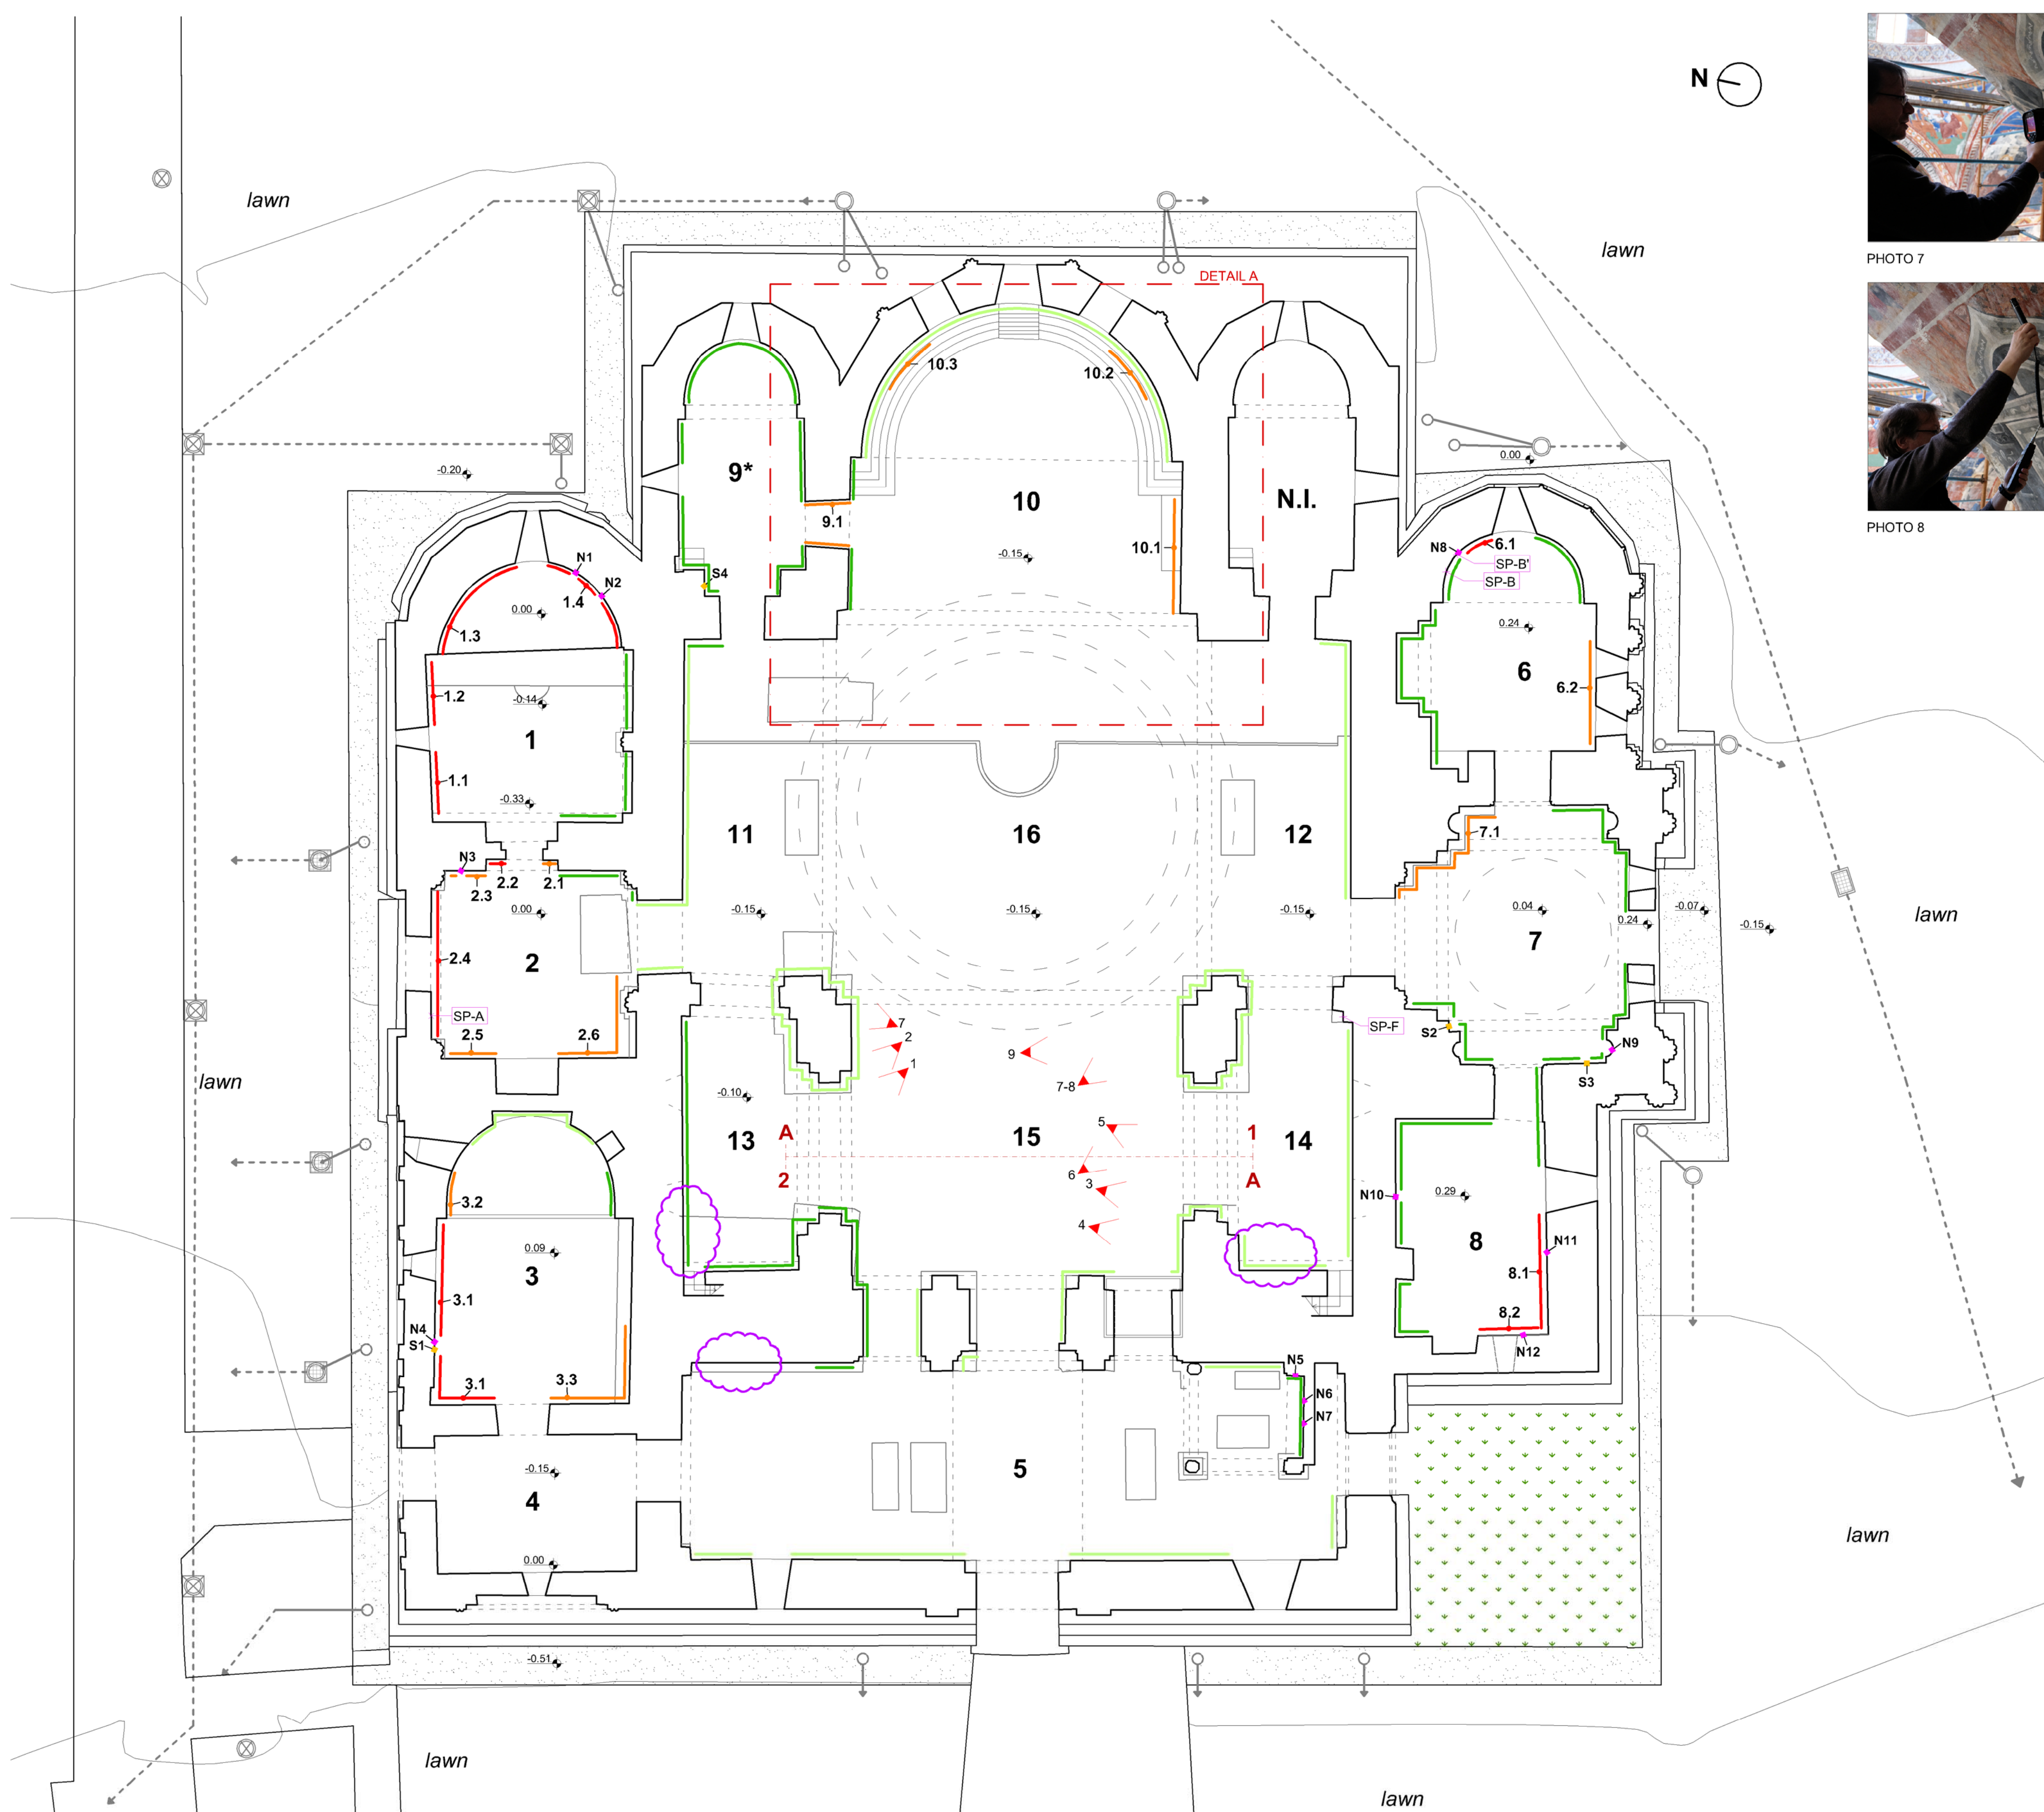 N
PHOTO 7
lawn
lawn
DETAIL A
PHOTO 8
10.3
10.2
-0.20
9*
0.00
10
N.I.
9.1
N1
10.1
N8
6.1
-0.15
SP-B'
S4
SP-B
N2
1.4
0.00
1.3
0.24
6
1.2
6.2
-0.14
1
1.1
-0.33
11
16
12
7.1
N3
2.2
2.1
2.3
0.00
-0.15
-0.15
-0.15
0.04
0.24
-0.07
-0.15
lawn
7
2.4
2
SP-A
7
SP-F
S2
2.5
2.6
2
9
N9
1
S3
lawn
7-8
-0.10
5
A
1
13
15
14
6
2
3
A
N10
0.29
3.2
4
8
N11
0.09
3
8.1
3.1
8.2
N4
S1
N12
N5
3.1
3.3
N6
N7
-0.15
5
4
lawn
0.00
-0.51
lawn
lawn